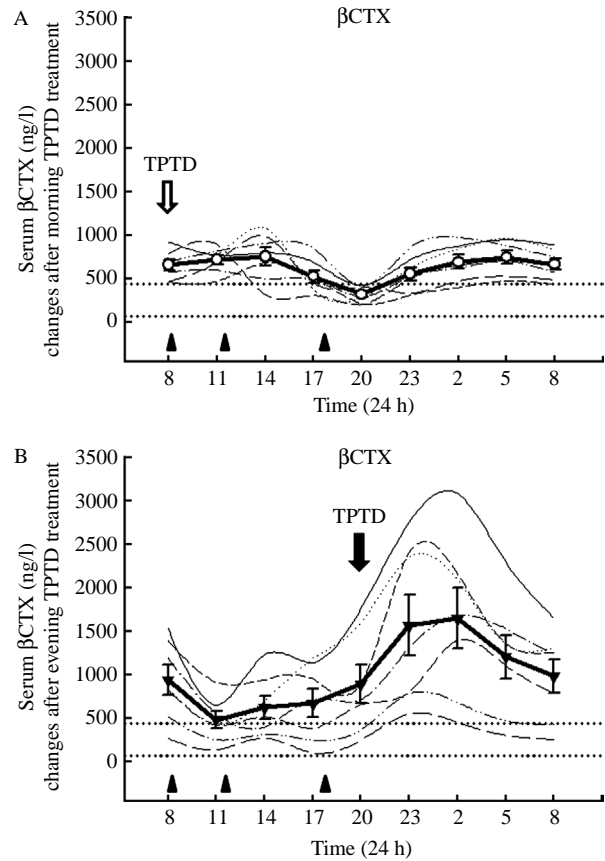 A
βCTX
Serum βCTX (ng/l)
changes after morning TPTD treatment
3500
3000
2500
2000
1500
1000
500
0
TPTD
8 11 14 17 20 23 2 5 8
Time (24 h)
B
βCTX
Serum βCTX (ng/l)
changes after evening TPTD treatment
3500
3000
2500
2000
1500
1000
500
0
TPTD
8 11 14 17 20 23 2 5 8
Time (24 h)